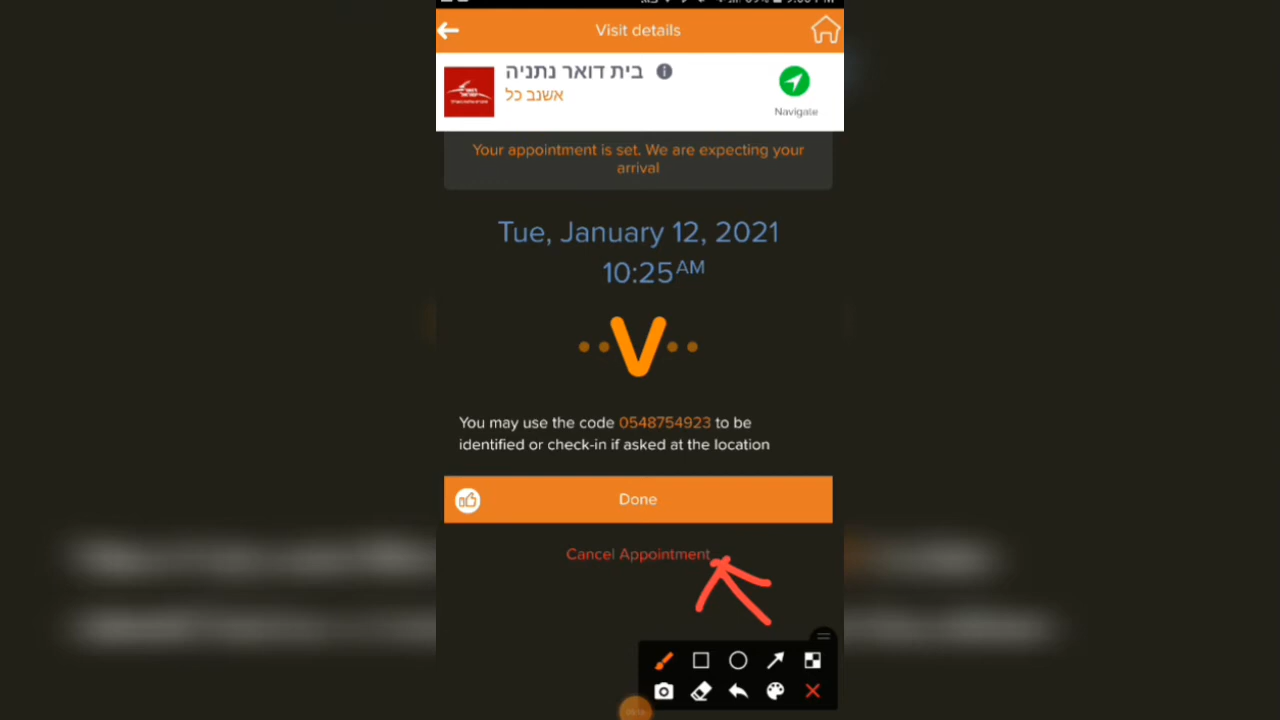 Visit details
בית דואר נתניה
אשנב כל
Navigate
Your appointment is set. We are expecting your
arrival
Tue, January 12, 2021
10:25 AM
You may use the code 0548754923 to be
identified or check-in if asked at the location
Done
Cancel Appointment